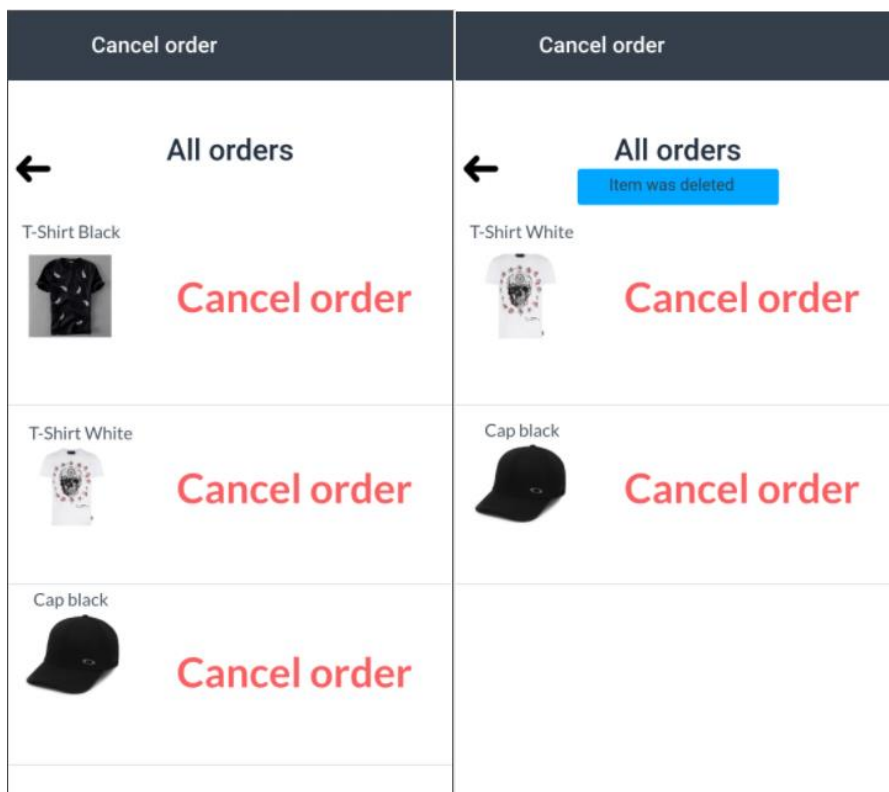 Cancel order
All orders
T-Shirt Black
Cancel order
T-Shirt White
Cancel order
Cap black
Cancel order
Cancel order
All orders
Item was deleted
T-Shirt White
Cancel order
Cap black
Cancel order